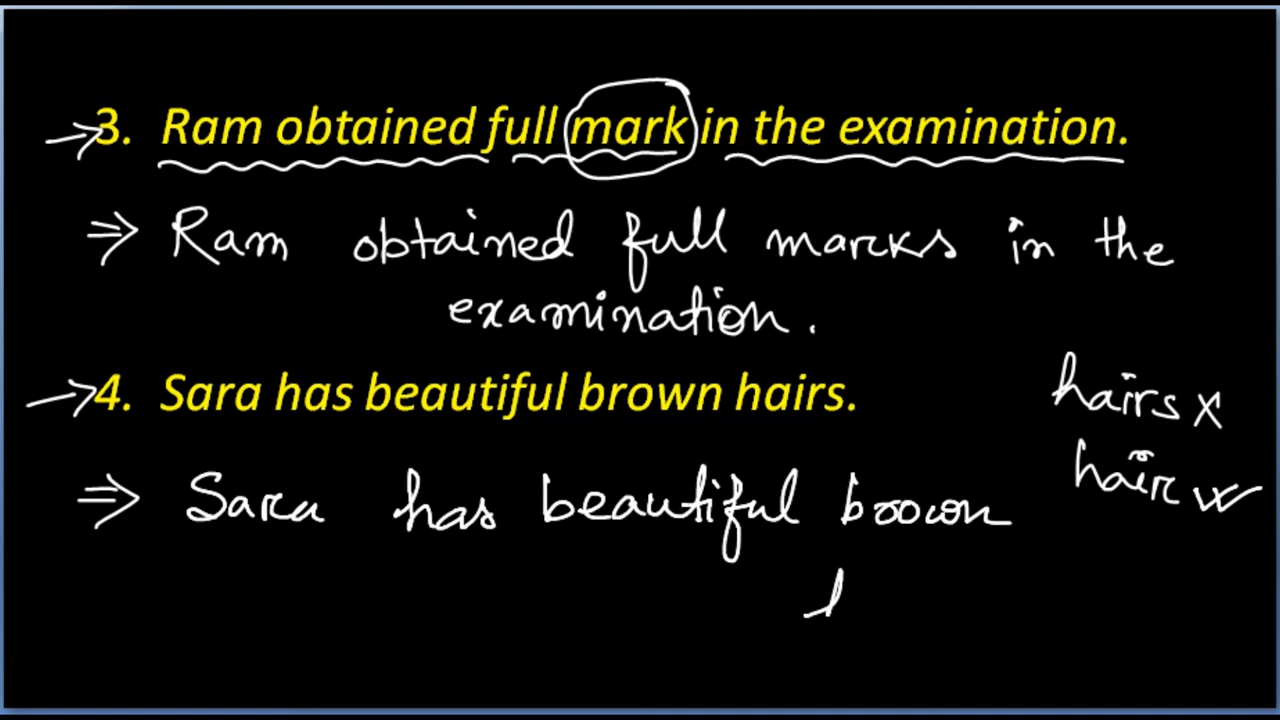 3. Ram obtained full mark in the examination.
⇒ Ram obtained full marks in the
examination.
4. Sara has beautiful brown hairs.
hairs x
hair ✓
⇒ Sara has beautiful brown